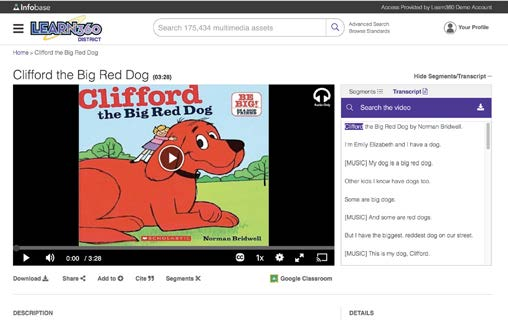 Infobase
Access Provided by Learn360 Demo Account
LEARN360
DISTRICT
Search 175,434 multimedia assets
Advanced Search
Browse Standards
Your Profile
Home » Clifford the Big Red Dog
Clifford the Big Red Dog (03:28)
Hide Segments/Transcript —
Clifford
the Big Red Dog
BE
BIG!
Audio Only
SCHOLASTIC
Norman Bridwell
0:00 / 3:28
CC
1x
Segments
Transcript
Search the video
Clifford the Big Red Dog by Norman Bridwell.
I'm Emily Elizabeth and I have a dog.
[MUSIC] My dog is a big red dog.
Other kids I know have dogs too.
Some are big dogs.
[MUSIC] And some are red dogs.
But I have the biggest, reddest dog on our street.
[MUSIC] This is my dog, Clifford.
Download
Share
Add to
Cite
Segments
Google Classroom
DESCRIPTION
DETAILS